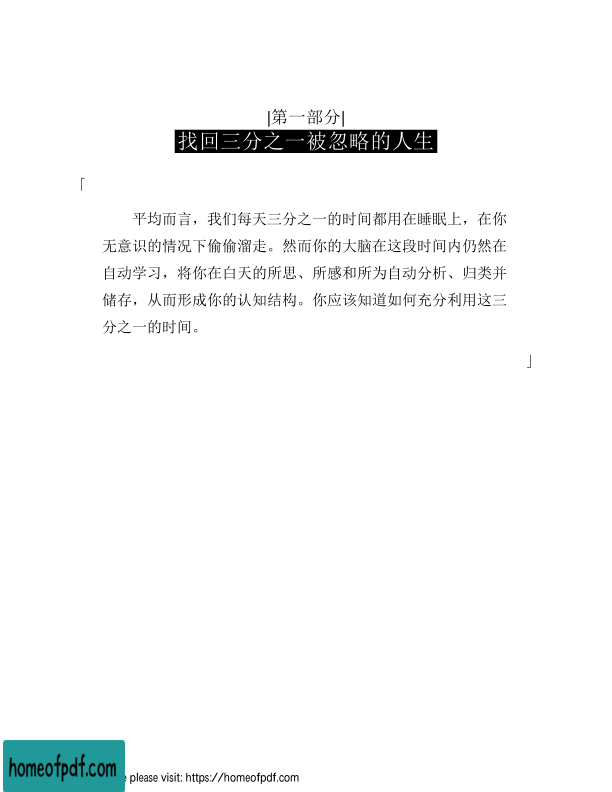 |第一部分|
找回三分之一被忽略的人生
「
平均而言，我们每天三分之一的时间都用在睡眠上，在你
无意识的情况下偷偷溜走。然而你的大脑在这段时间内仍然在
自动学习，将你在白天的所思、所感和所为自动分析、归类并
储存，从而形成你的认知结构。你应该知道如何充分利用这三
分之一的时间。
」
homeofpdf.com
please visit: https://homeofpdf.com